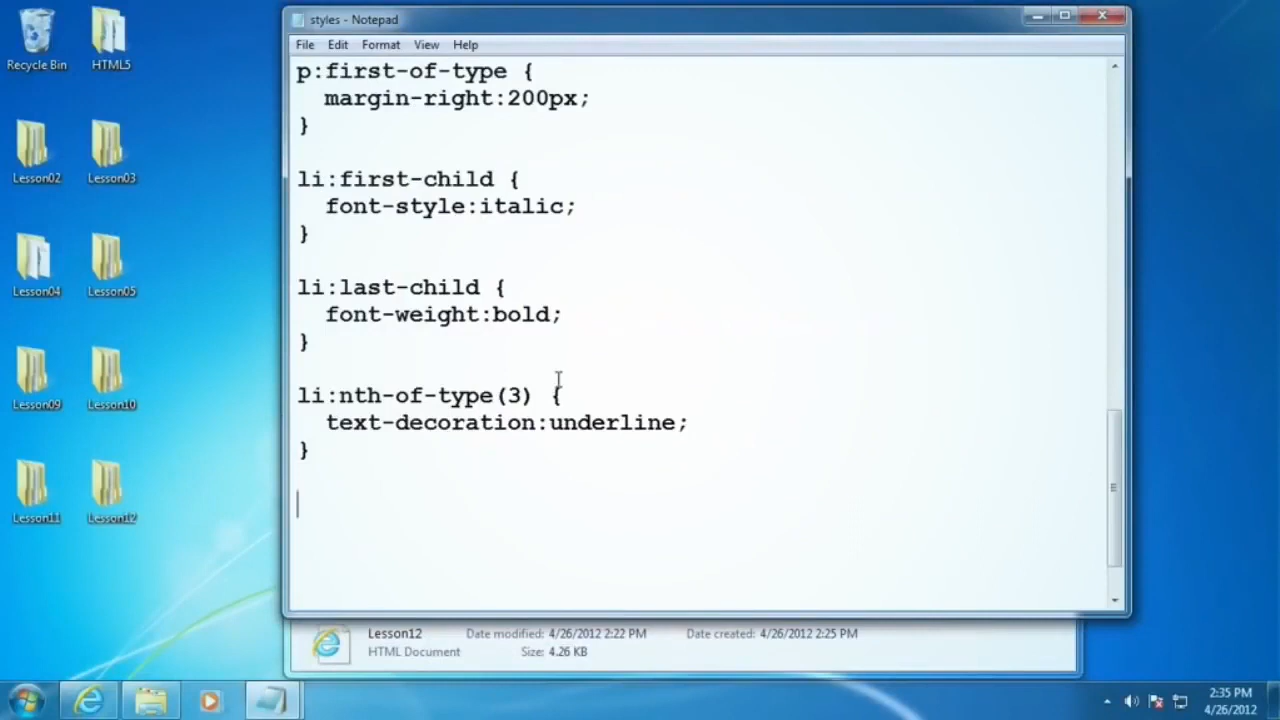 styles - Notepad
File Edit Format View Help
p:first-of-type {
margin-right:200px;
}
li:first-child {
font-style:italic;
}
li:last-child {
font-weight:bold;
}
li:nth-of-type(3) {
text-decoration:underline;
}
Recycle Bin
HTML5
Lesson02
Lesson03
Lesson04
Lesson05
Lesson09
Lesson10
Lesson11
Lesson12
Lesson12 Date modified: 4/26/2012 2:22 PM Date created: 4/26/2012 2:25 PM
HTML Document Size: 4.26 KB
2:35 PM
4/26/2012